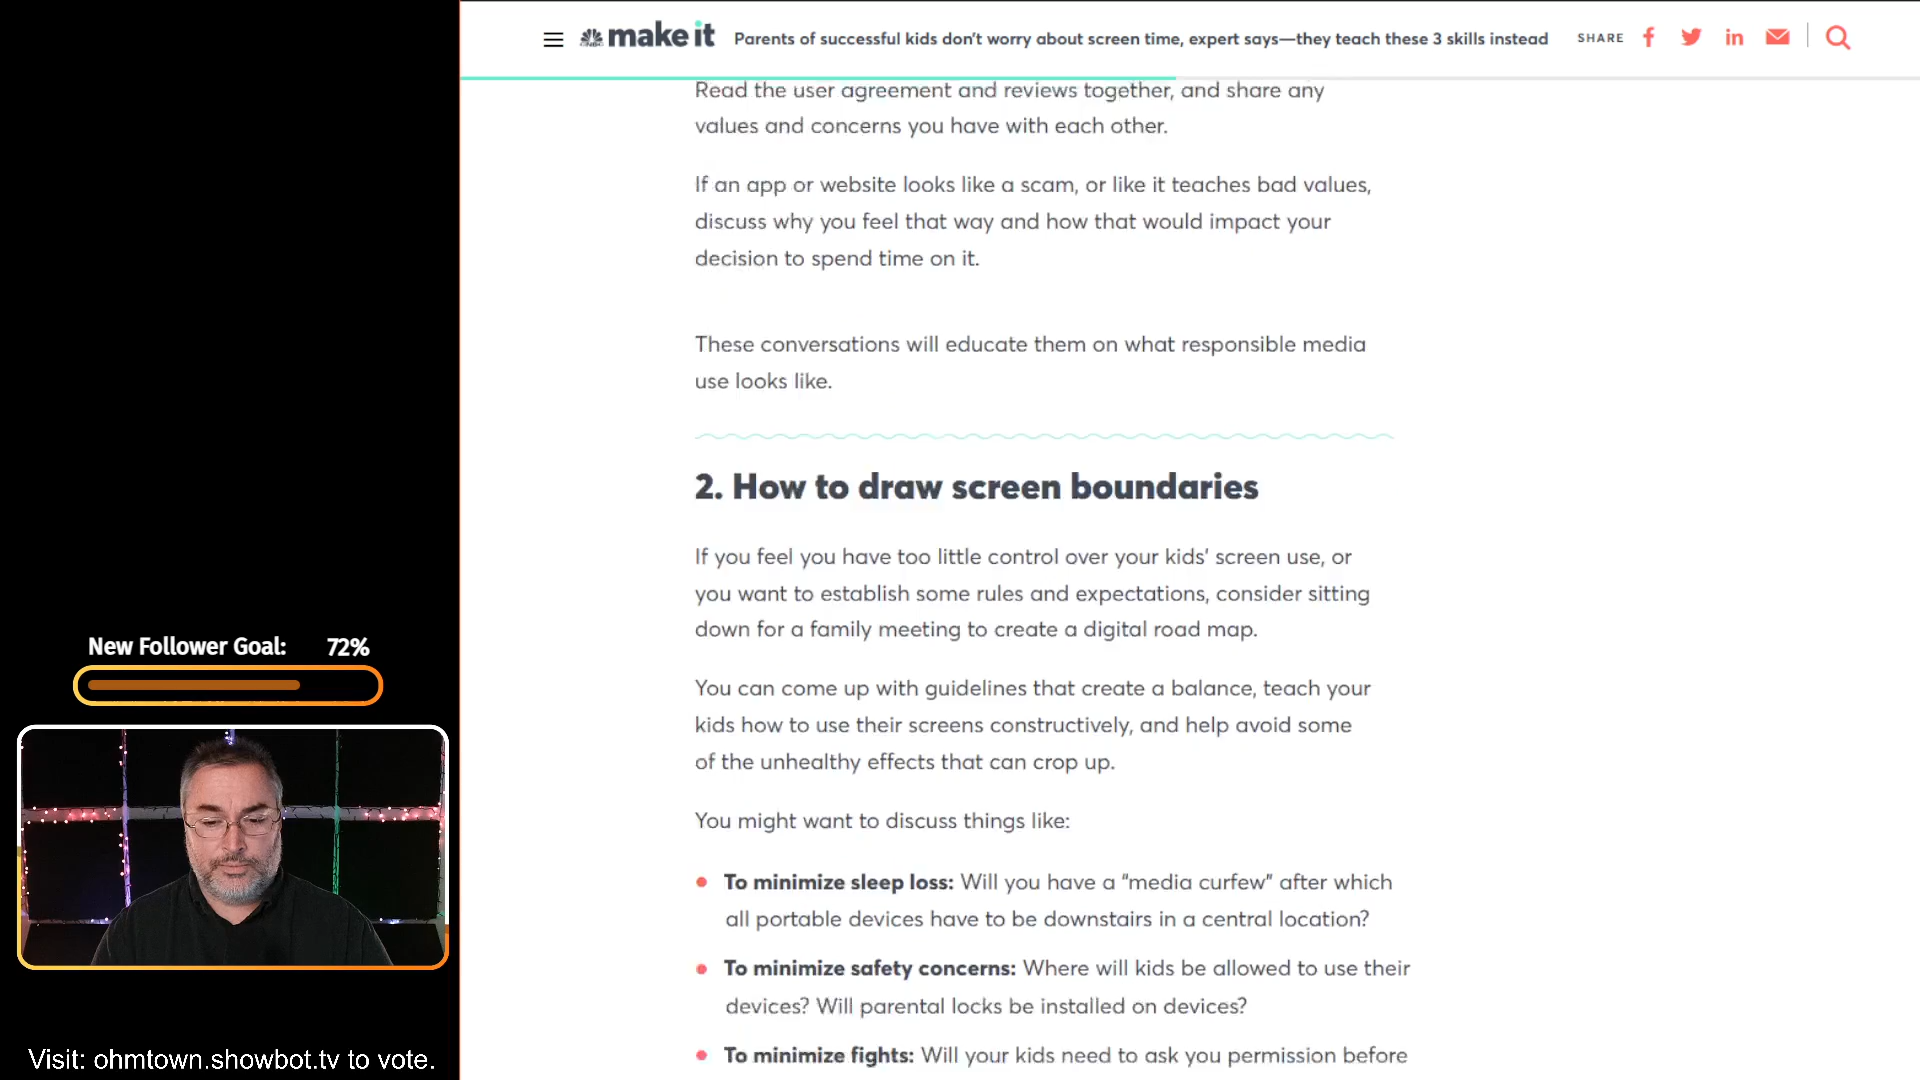 make it
Parents of successful kids don't worry about screen time, expert says—they teach these 3 skills instead
SHARE
Read the user agreement and reviews together, and share any
values and concerns you have with each other.
If an app or website looks like a scam, or like it teaches bad values,
discuss why you feel that way and how that would impact your
decision to spend time on it.
These conversations will educate them on what responsible media
use looks like.
2. How to draw screen boundaries
If you feel you have too little control over your kids' screen use, or
you want to establish some rules and expectations, consider sitting
down for a family meeting to create a digital road map.
You can come up with guidelines that create a balance, teach your
kids how to use their screens constructively, and help avoid some
of the unhealthy effects that can crop up.
You might want to discuss things like:
To minimize sleep loss: Will you have a “media curfew” after which
all portable devices have to be downstairs in a central location?
To minimize safety concerns: Where will kids be allowed to use their
devices? Will parental locks be installed on devices?
To minimize fights: Will your kids need to ask you permission before
New Follower Goal: 72%
Visit: ohmtown.showbot.tv to vote.